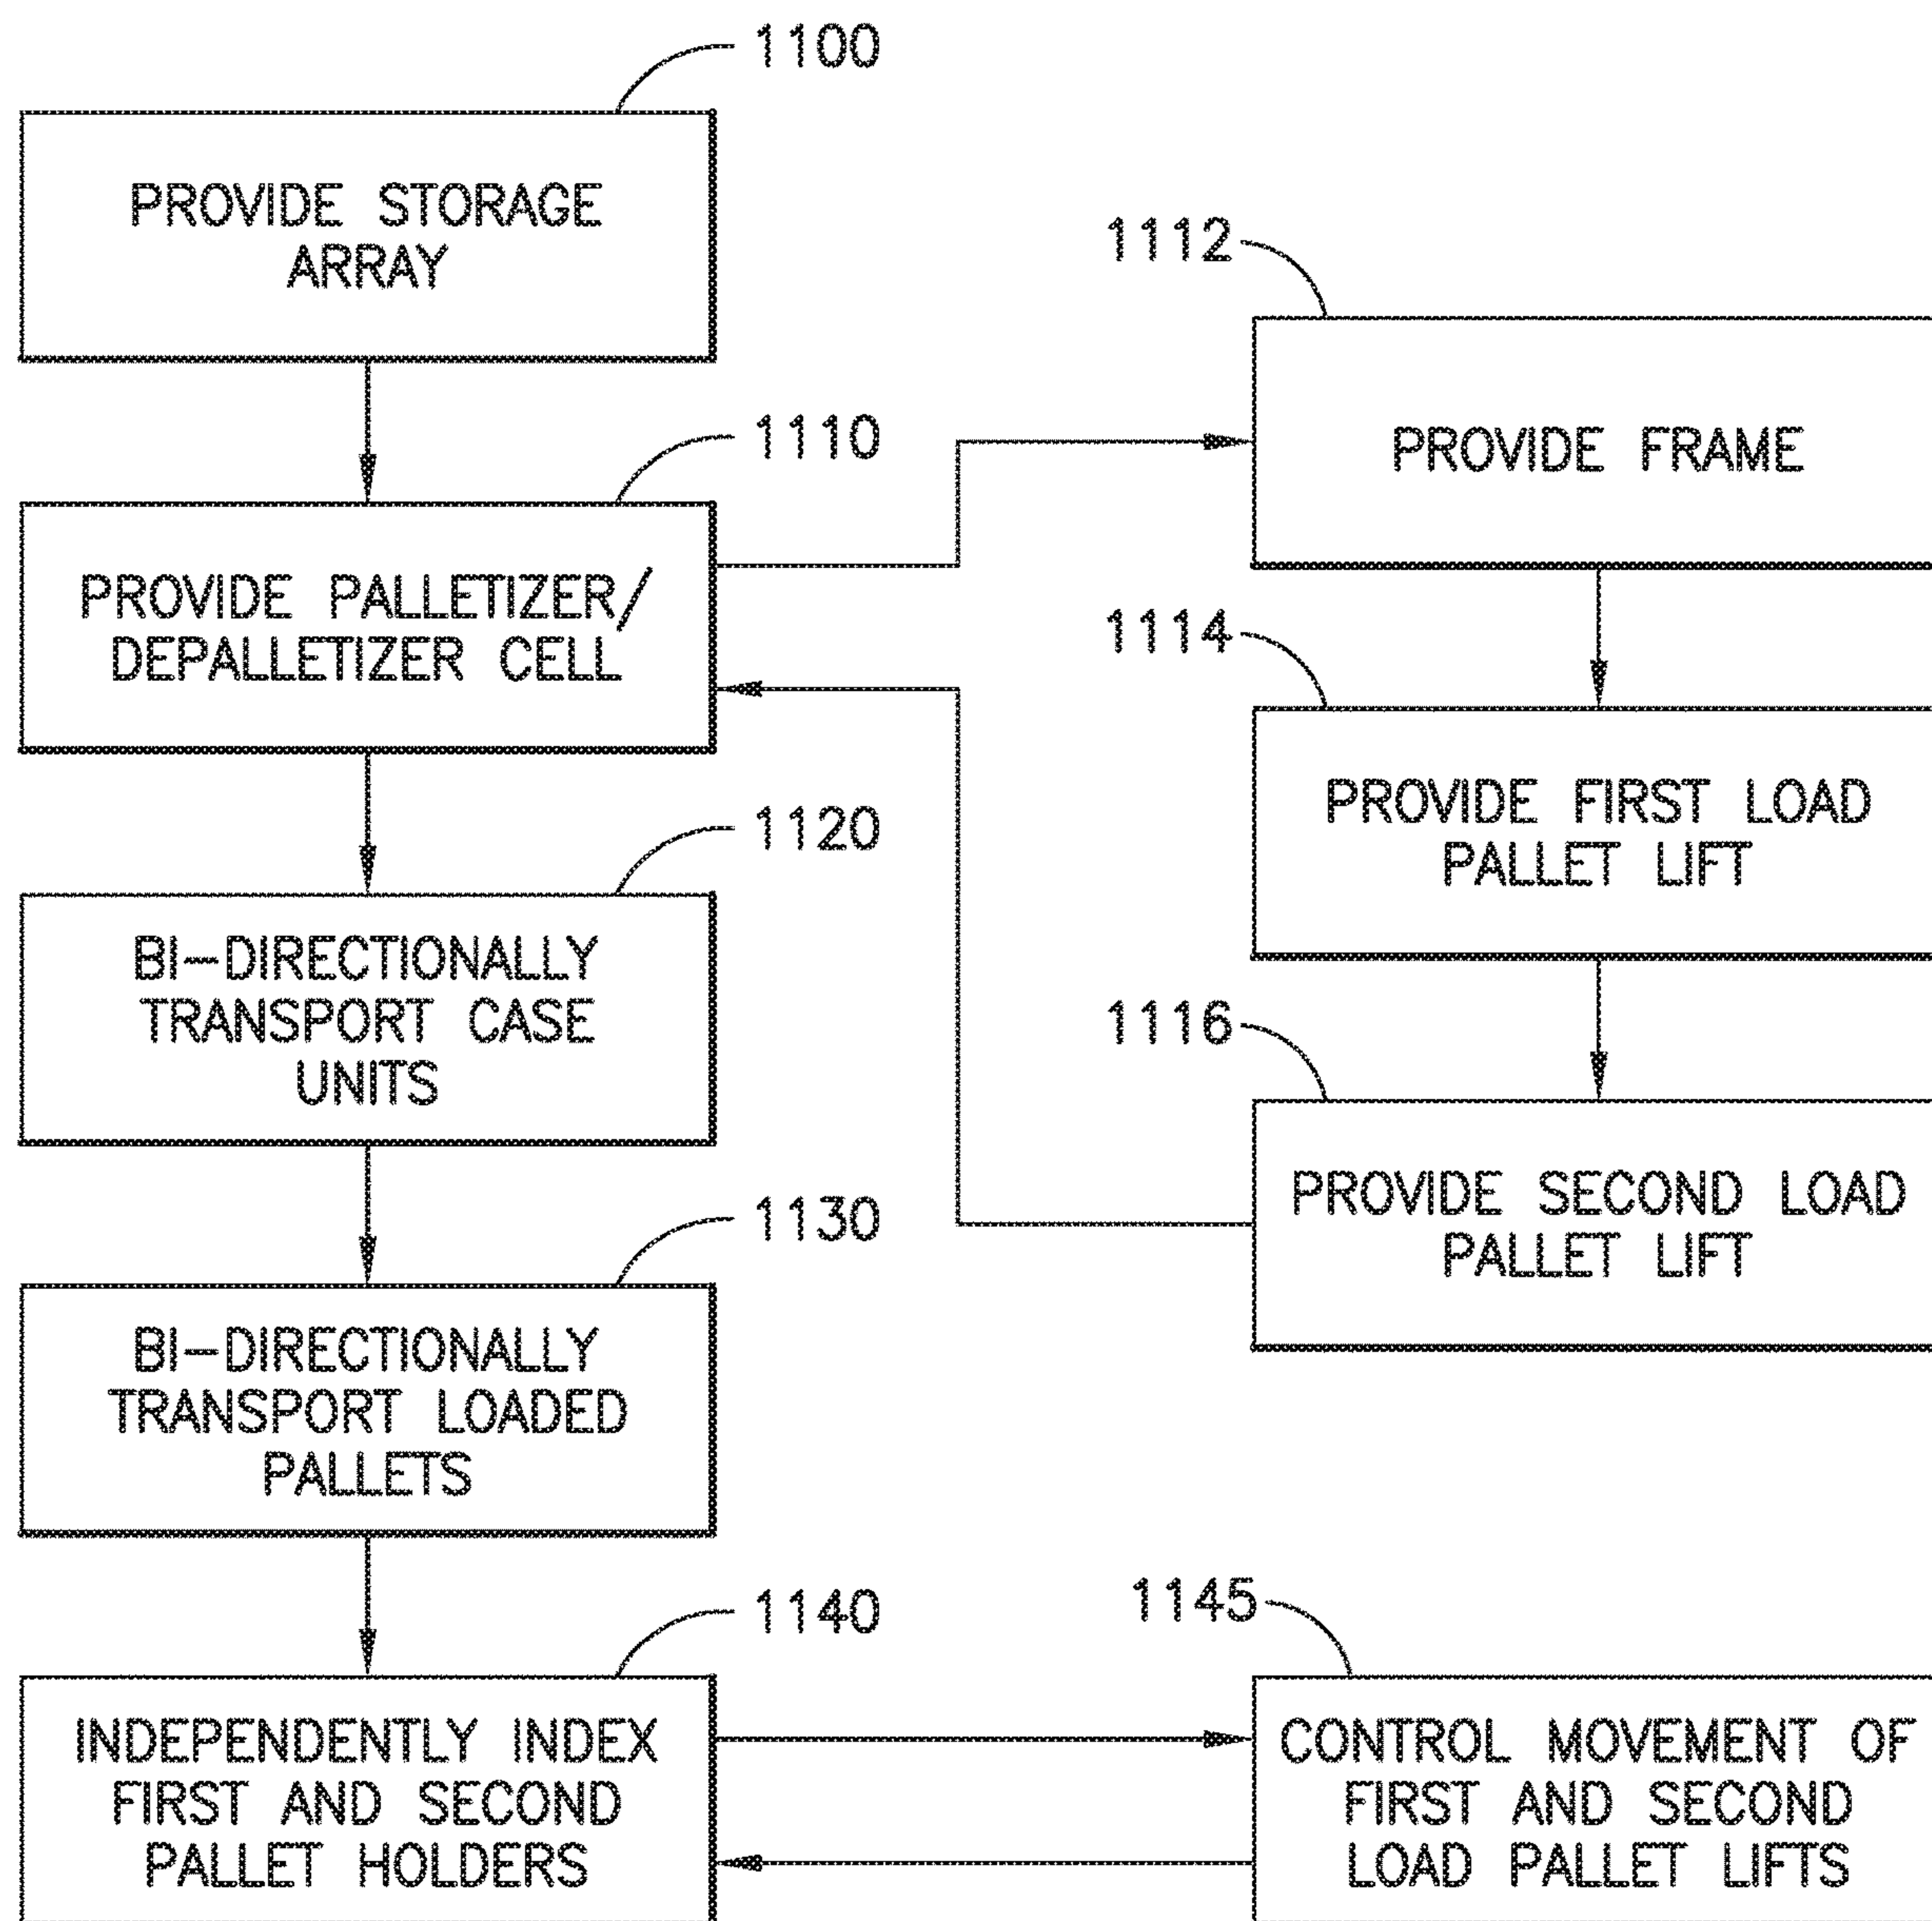 1100
PROVIDE STORAGE
ARRAY
1110
PROVIDE PALLETIZER/
DEPALLETIZER CELL
1120
BI-DIRECTIONALLY
TRANSPORT CASE
UNITS
1130
BI-DIRECTIONALLY
TRANSPORT LOADED
PALLETS
1140
INDEPENDENTLY INDEX
FIRST AND SECOND
PALLET HOLDERS
1112
PROVIDE FRAME
1114
PROVIDE FIRST LOAD
PALLET LIFT
1116
PROVIDE SECOND LOAD
PALLET LIFT
1145
CONTROL MOVEMENT OF
FIRST AND SECOND
LOAD PALLET LIFTS